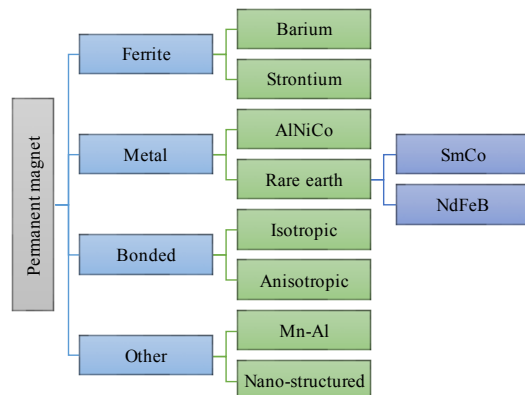 Permanent magnet
Ferrite
Barium
Strontium
Metal
AlNiCo
Rare earth
SmCo
NdFeB
Bonded
Isotropic
Anisotropic
Other
Mn-Al
Nano-structured